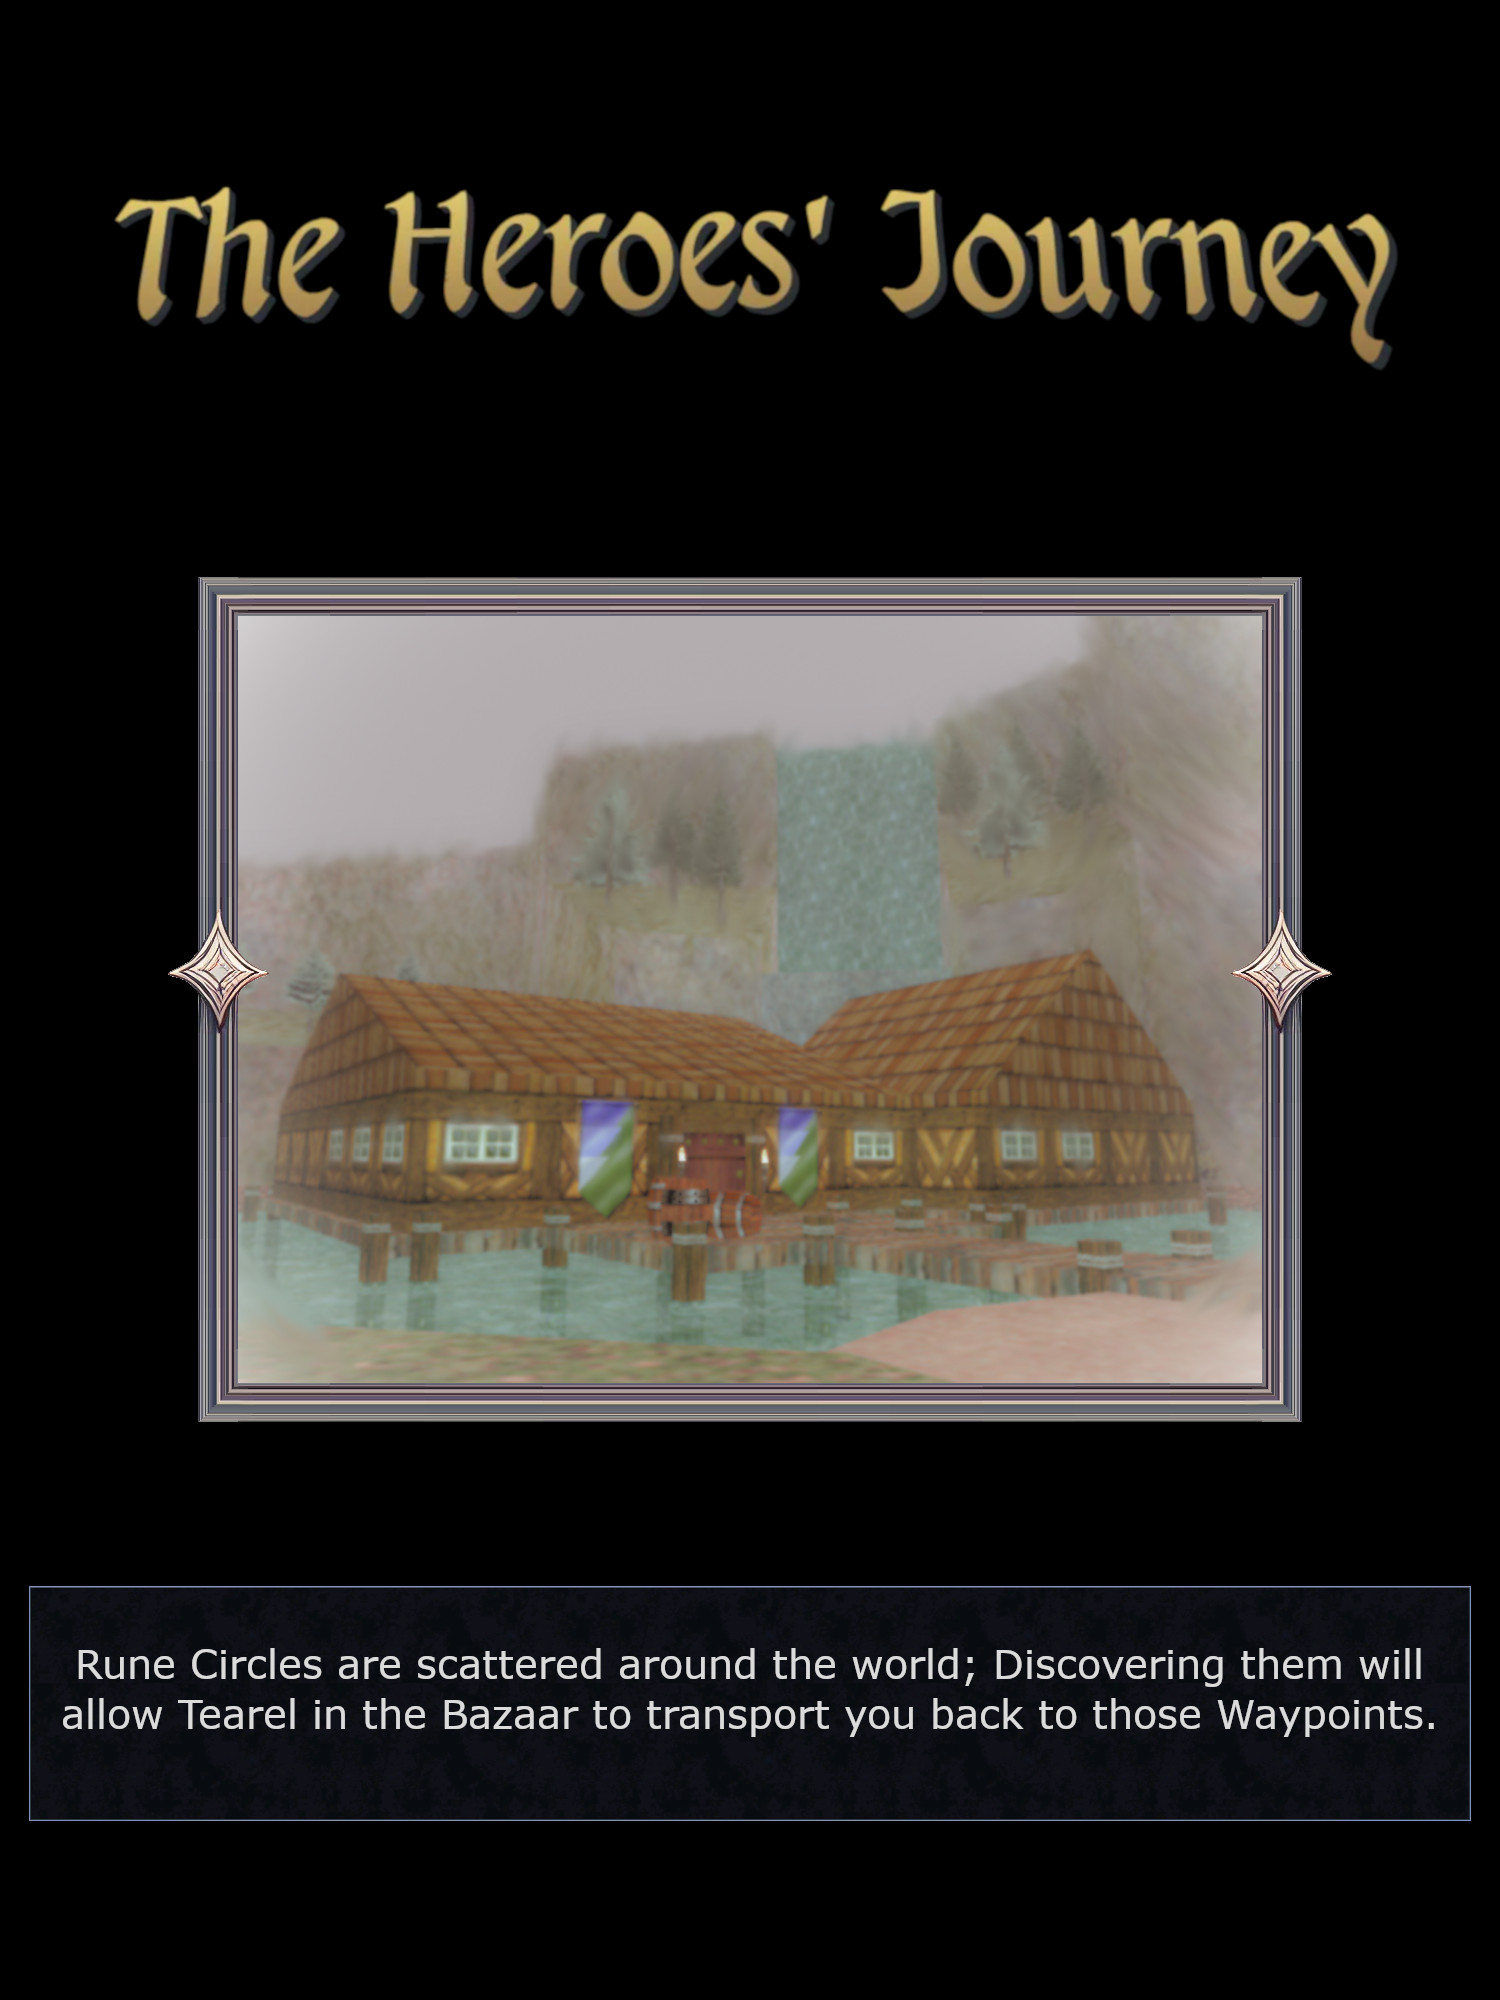 The Heroes' Journey
Rune Circles are scattered around the world; Discovering them will
allow Tearel in the Bazaar to transport you back to those Waypoints.